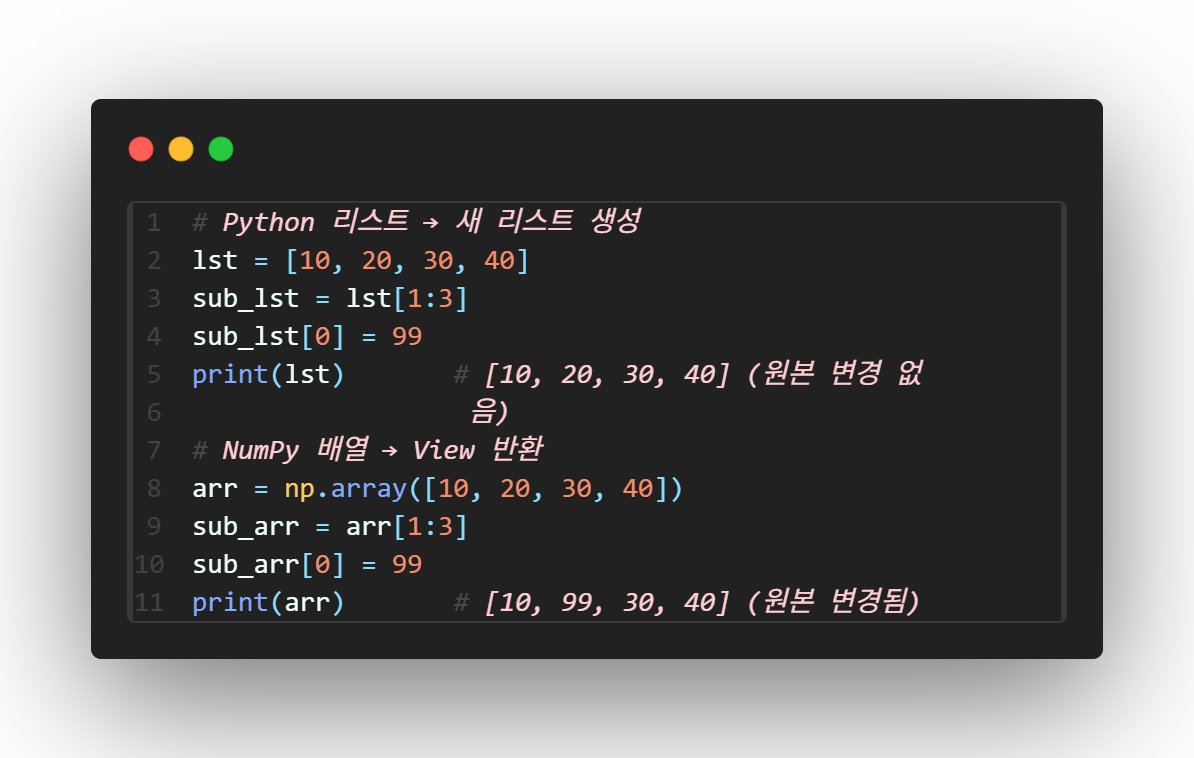 1 # Python 리스트 → 새 리스트 생성
2 lst = [10, 20, 30, 40]
3 sub_lst = lst[1:3]
4 sub_lst[0] = 99
5 print(lst)       # [10, 20, 30, 40] (원본 변경 없
6 음)
7 # NumPy 배열 → View 반환
8 arr = np.array([10, 20, 30, 40])
9 sub_arr = arr[1:3]
10 sub_arr[0] = 99
11 print(arr)       # [10, 99, 30, 40] (원본 변경됨)